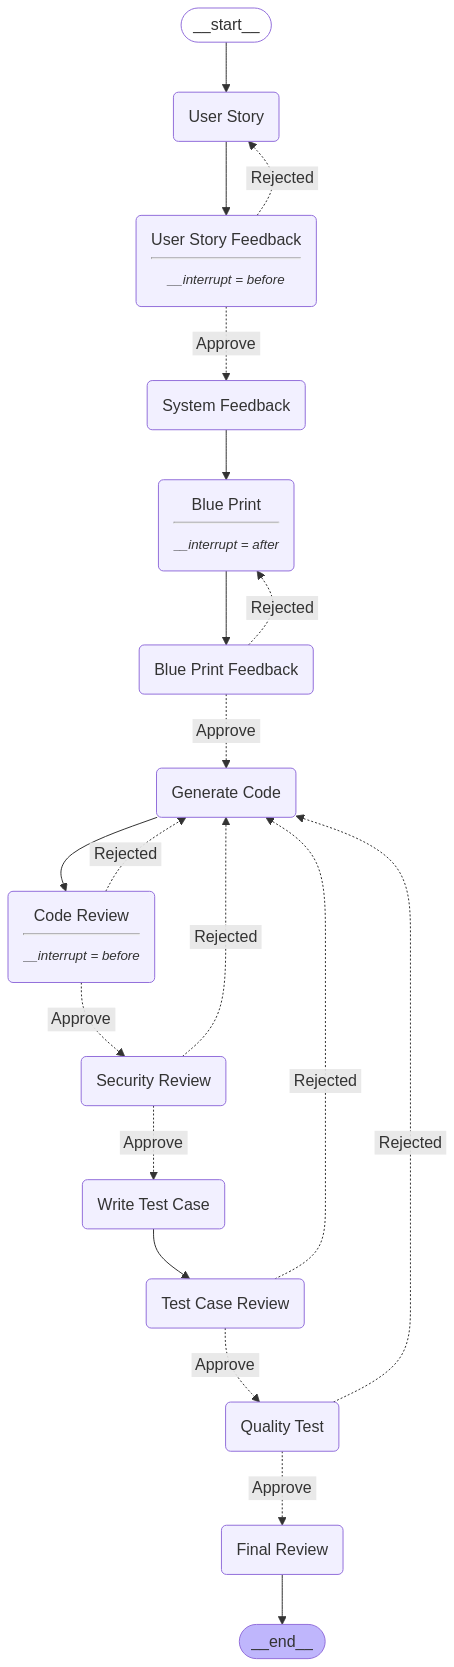 __start__
User Story
Rejected
User Story Feedback
__interrupt = before
Approve
System Feedback
Blue Print
__interrupt = after
Rejected
Blue Print Feedback
Approve
Generate Code
Rejected
Code Review
__interrupt = before
Rejected
Approve
Security Review
Rejected
Approve
Rejected
Write Test Case
Test Case Review
Approve
Quality Test
Approve
Final Review
__end__